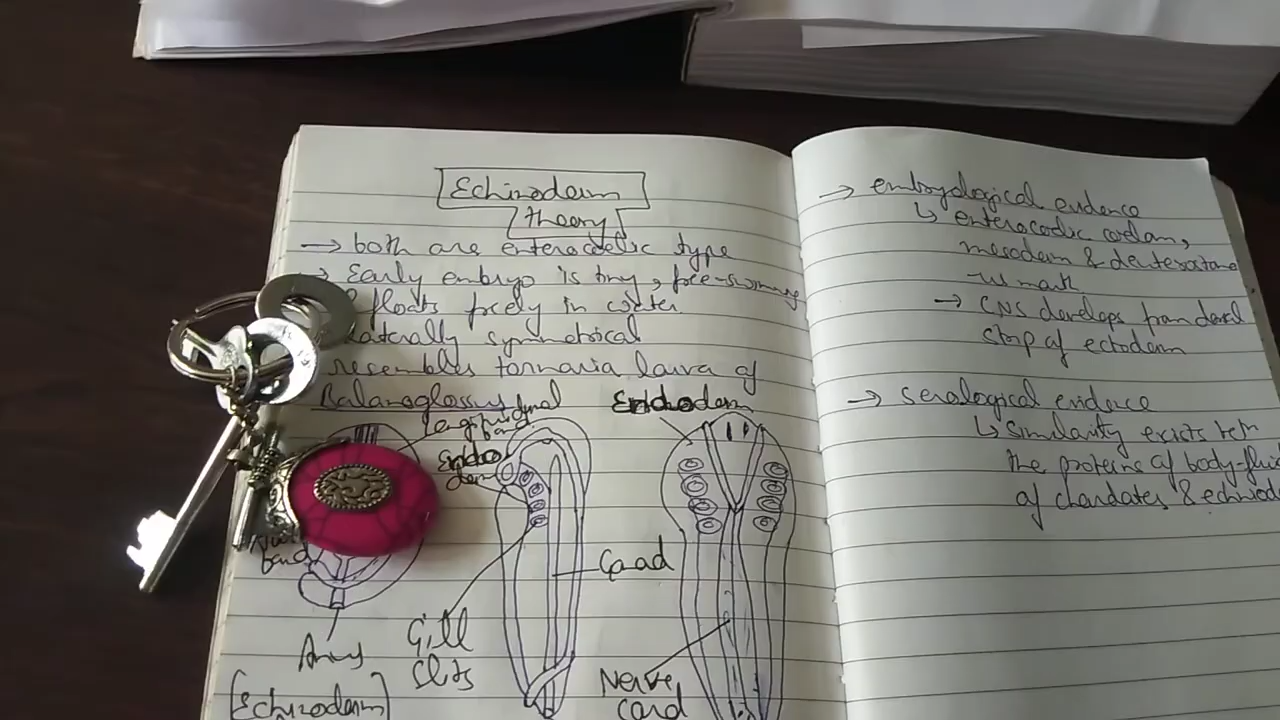 Echinoderm
theory
→ both are enterocoelic type
→ Early embryo is tiny, free-swimming
& floats freely in water
laterally symmetrical
resembles tornaria larva of
Balanoglossus
Longitudinal
band
Endoderm
Endo
derm
band
Cord
Gill
slits
Anus
[Echinoderm]
Nerve
Cord
→ embryological evidence
↳ enterocoelic coelom,
mesoderm & deuterostome
→ CNS develops from dorsal
strip of ectoderm
→ serological evidence
↳ similarity exists betn
the proteins of body-flui
of chordates & echinod